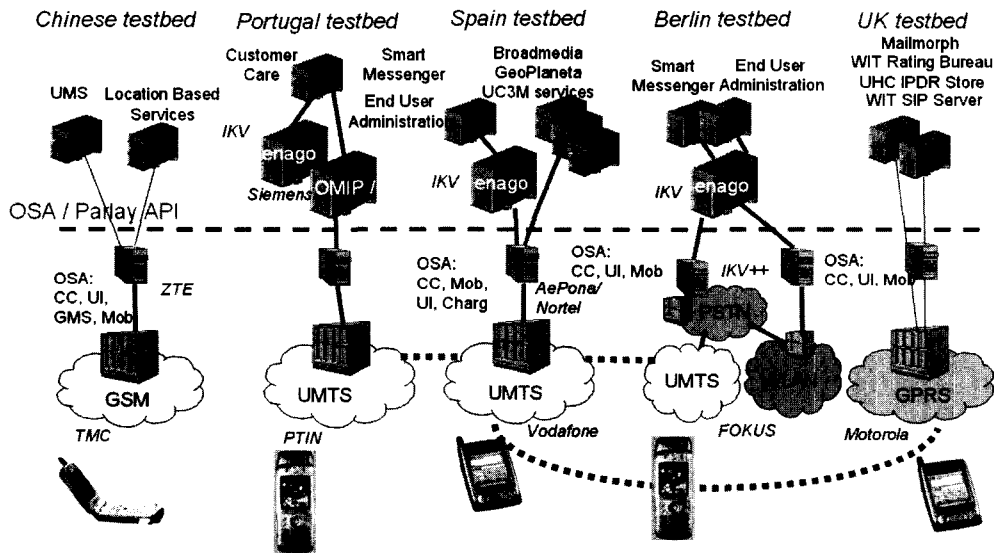 Chinese testbed
Portugal testbed
Spain testbed
Berlin testbed
UK testbed
UMS
Location Based
Services
OSA / Parlay API
OSA:
CC, UI,
GMS, Mob
ZTE
GSM
TMC
Customer
Care
Smart
Messenger
End User
Administration
IKV
enago
Siemens
OMIP /
UMTS
PTIN
Broadmedia
GeoPlaneta
UC3M services
IKV
enago
OSA:
CC, Mob,
UI, Charg
AePona/
Nortel
UMTS
Vodafone
Smart
Messenger
End User
Administration
IKV
enago
OSA:
CC, UI, Mob
IKV++
OSA:
CC, UI, Mob
PSTN
UMTS
WLAN
FOKUS
Mailmorph
WIT Rating Bureau
UHC IPDR Store
WIT SIP Server
GPRS
Motorola